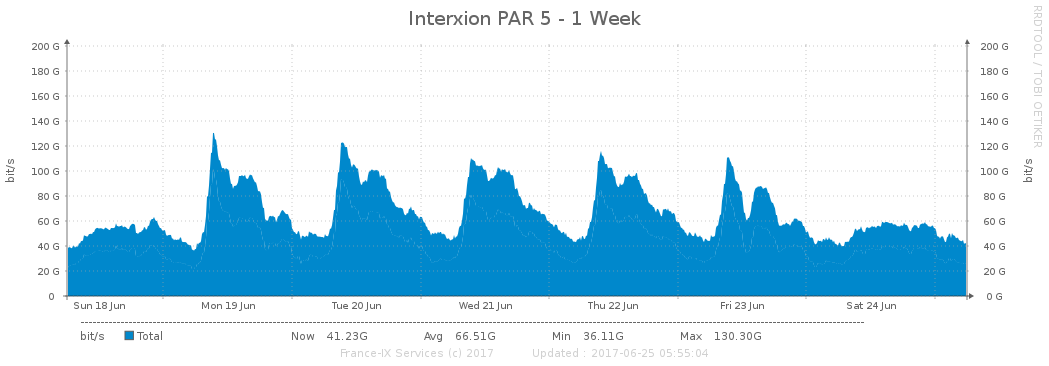 Interxion PAR 5 - 1 Week
RRDTOOL / TOBI OETIKER
200 G 200 G
180 G 180 G
160 G 160 G
140 G 140 G
120 G 120 G
100 G 100 G
80 G 80 G
60 G 60 G
40 G 40 G
20 G 20 G
0 0 G
bit/s
bit/s
Sun 18 Jun Mon 19 Jun Tue 20 Jun Wed 21 Jun Thu 22 Jun Fri 23 Jun Sat 24 Jun
bit/s Total Now 41.23G Avg 66.51G Min 36.11G Max 130.30G
France-IX Services (c) 2017 Updated : 2017-06-25 05:55:04